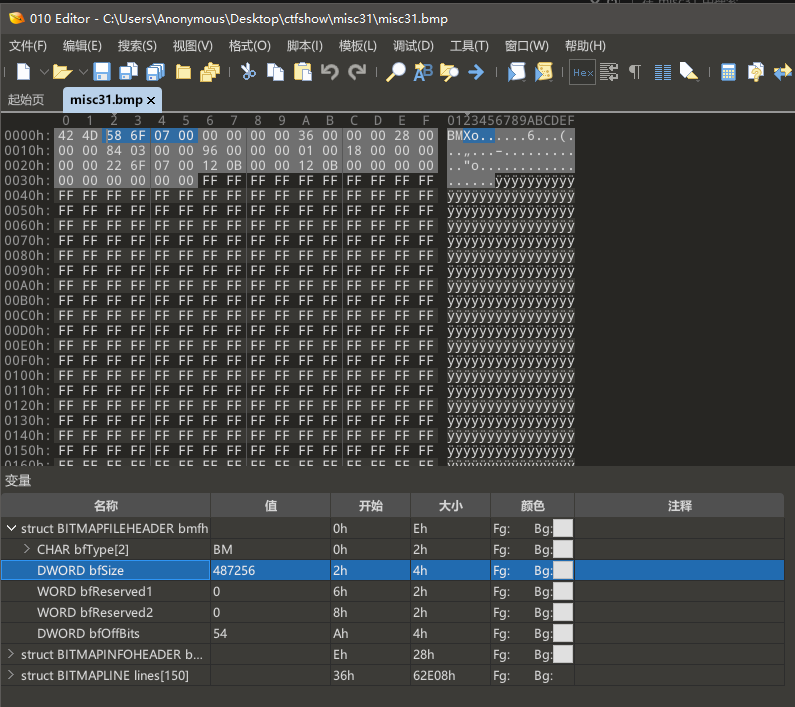 010 Editor - C:\Users\Anonymous\Desktop\ctfshow\misc31\misc31.bmp
文件(F) 编辑(E) 搜索(S) 视图(V) 格式(O) 脚本(I) 模板(L) 调试(D) 工具(T) 窗口(W) 帮助(H)
Hex
起始页 misc31.bmp ×
0 1 2 3 4 5 6 7 8 9 A B C D E F 0123456789ABCDEF
0000h: 42 4D 58 6F 07 00 00 00 00 00 36 00 00 00 28 00 BMXo......6...(.
0010h: 00 00 84 03 00 00 96 00 00 00 01 00 18 00 00 00 ..„...–.........
0020h: 00 00 22 6F 07 00 12 0B 00 00 12 0B 00 00 00 00 .."o............
0030h: 00 00 00 00 00 00 FF FF FF FF FF FF FF FF FF FF ......ÿÿÿÿÿÿÿÿÿÿ
0040h: FF FF FF FF FF FF FF FF FF FF FF FF FF FF FF FF ÿÿÿÿÿÿÿÿÿÿÿÿÿÿÿÿ
0050h: FF FF FF FF FF FF FF FF FF FF FF FF FF FF FF FF ÿÿÿÿÿÿÿÿÿÿÿÿÿÿÿÿ
0060h: FF FF FF FF FF FF FF FF FF FF FF FF FF FF FF FF ÿÿÿÿÿÿÿÿÿÿÿÿÿÿÿÿ
0070h: FF FF FF FF FF FF FF FF FF FF FF FF FF FF FF FF ÿÿÿÿÿÿÿÿÿÿÿÿÿÿÿÿ
0080h: FF FF FF FF FF FF FF FF FF FF FF FF FF FF FF FF ÿÿÿÿÿÿÿÿÿÿÿÿÿÿÿÿ
0090h: FF FF FF FF FF FF FF FF FF FF FF FF FF FF FF FF ÿÿÿÿÿÿÿÿÿÿÿÿÿÿÿÿ
00A0h: FF FF FF FF FF FF FF FF FF FF FF FF FF FF FF FF ÿÿÿÿÿÿÿÿÿÿÿÿÿÿÿÿ
00B0h: FF FF FF FF FF FF FF FF FF FF FF FF FF FF FF FF ÿÿÿÿÿÿÿÿÿÿÿÿÿÿÿÿ
00C0h: FF FF FF FF FF FF FF FF FF FF FF FF FF FF FF FF ÿÿÿÿÿÿÿÿÿÿÿÿÿÿÿÿ
00D0h: FF FF FF FF FF FF FF FF FF FF FF FF FF FF FF FF ÿÿÿÿÿÿÿÿÿÿÿÿÿÿÿÿ
00E0h: FF FF FF FF FF FF FF FF FF FF FF FF FF FF FF FF ÿÿÿÿÿÿÿÿÿÿÿÿÿÿÿÿ
00F0h: FF FF FF FF FF FF FF FF FF FF FF FF FF FF FF FF ÿÿÿÿÿÿÿÿÿÿÿÿÿÿÿÿ
0100h: FF FF FF FF FF FF FF FF FF FF FF FF FF FF FF FF ÿÿÿÿÿÿÿÿÿÿÿÿÿÿÿÿ
0110h: FF FF FF FF FF FF FF FF FF FF FF FF FF FF FF FF ÿÿÿÿÿÿÿÿÿÿÿÿÿÿÿÿ
0120h: FF FF FF FF FF FF FF FF FF FF FF FF FF FF FF FF ÿÿÿÿÿÿÿÿÿÿÿÿÿÿÿÿ
0130h: FF FF FF FF FF FF FF FF FF FF FF FF FF FF FF FF ÿÿÿÿÿÿÿÿÿÿÿÿÿÿÿÿ
0140h: FF FF FF FF FF FF FF FF FF FF FF FF FF FF FF FF ÿÿÿÿÿÿÿÿÿÿÿÿÿÿÿÿ
0150h: FF FF FF FF FF FF FF FF FF FF FF FF FF FF FF FF ÿÿÿÿÿÿÿÿÿÿÿÿÿÿÿÿ
0160h: FF FF FF FF FF FF FF FF FF FF FF FF FF FF FF FF ÿÿÿÿÿÿÿÿÿÿÿÿÿÿÿÿ
变量
名称 值 开始 大小 颜色 注释
struct BITMAPFILEHEADER bmfh 0h Eh Fg: Bg:
CHAR bfType[2] BM 0h 2h Fg: Bg:
DWORD bfSize 487256 2h 4h Fg: Bg:
WORD bfReserved1 0 6h 2h Fg: Bg:
WORD bfReserved2 0 8h 2h Fg: Bg:
DWORD bfOffBits 54 Ah 4h Fg: Bg:
struct BITMAPINFOHEADER b... Eh 28h Fg: Bg:
struct BITMAPLINE lines[150] 36h 62E08h Fg: Bg: